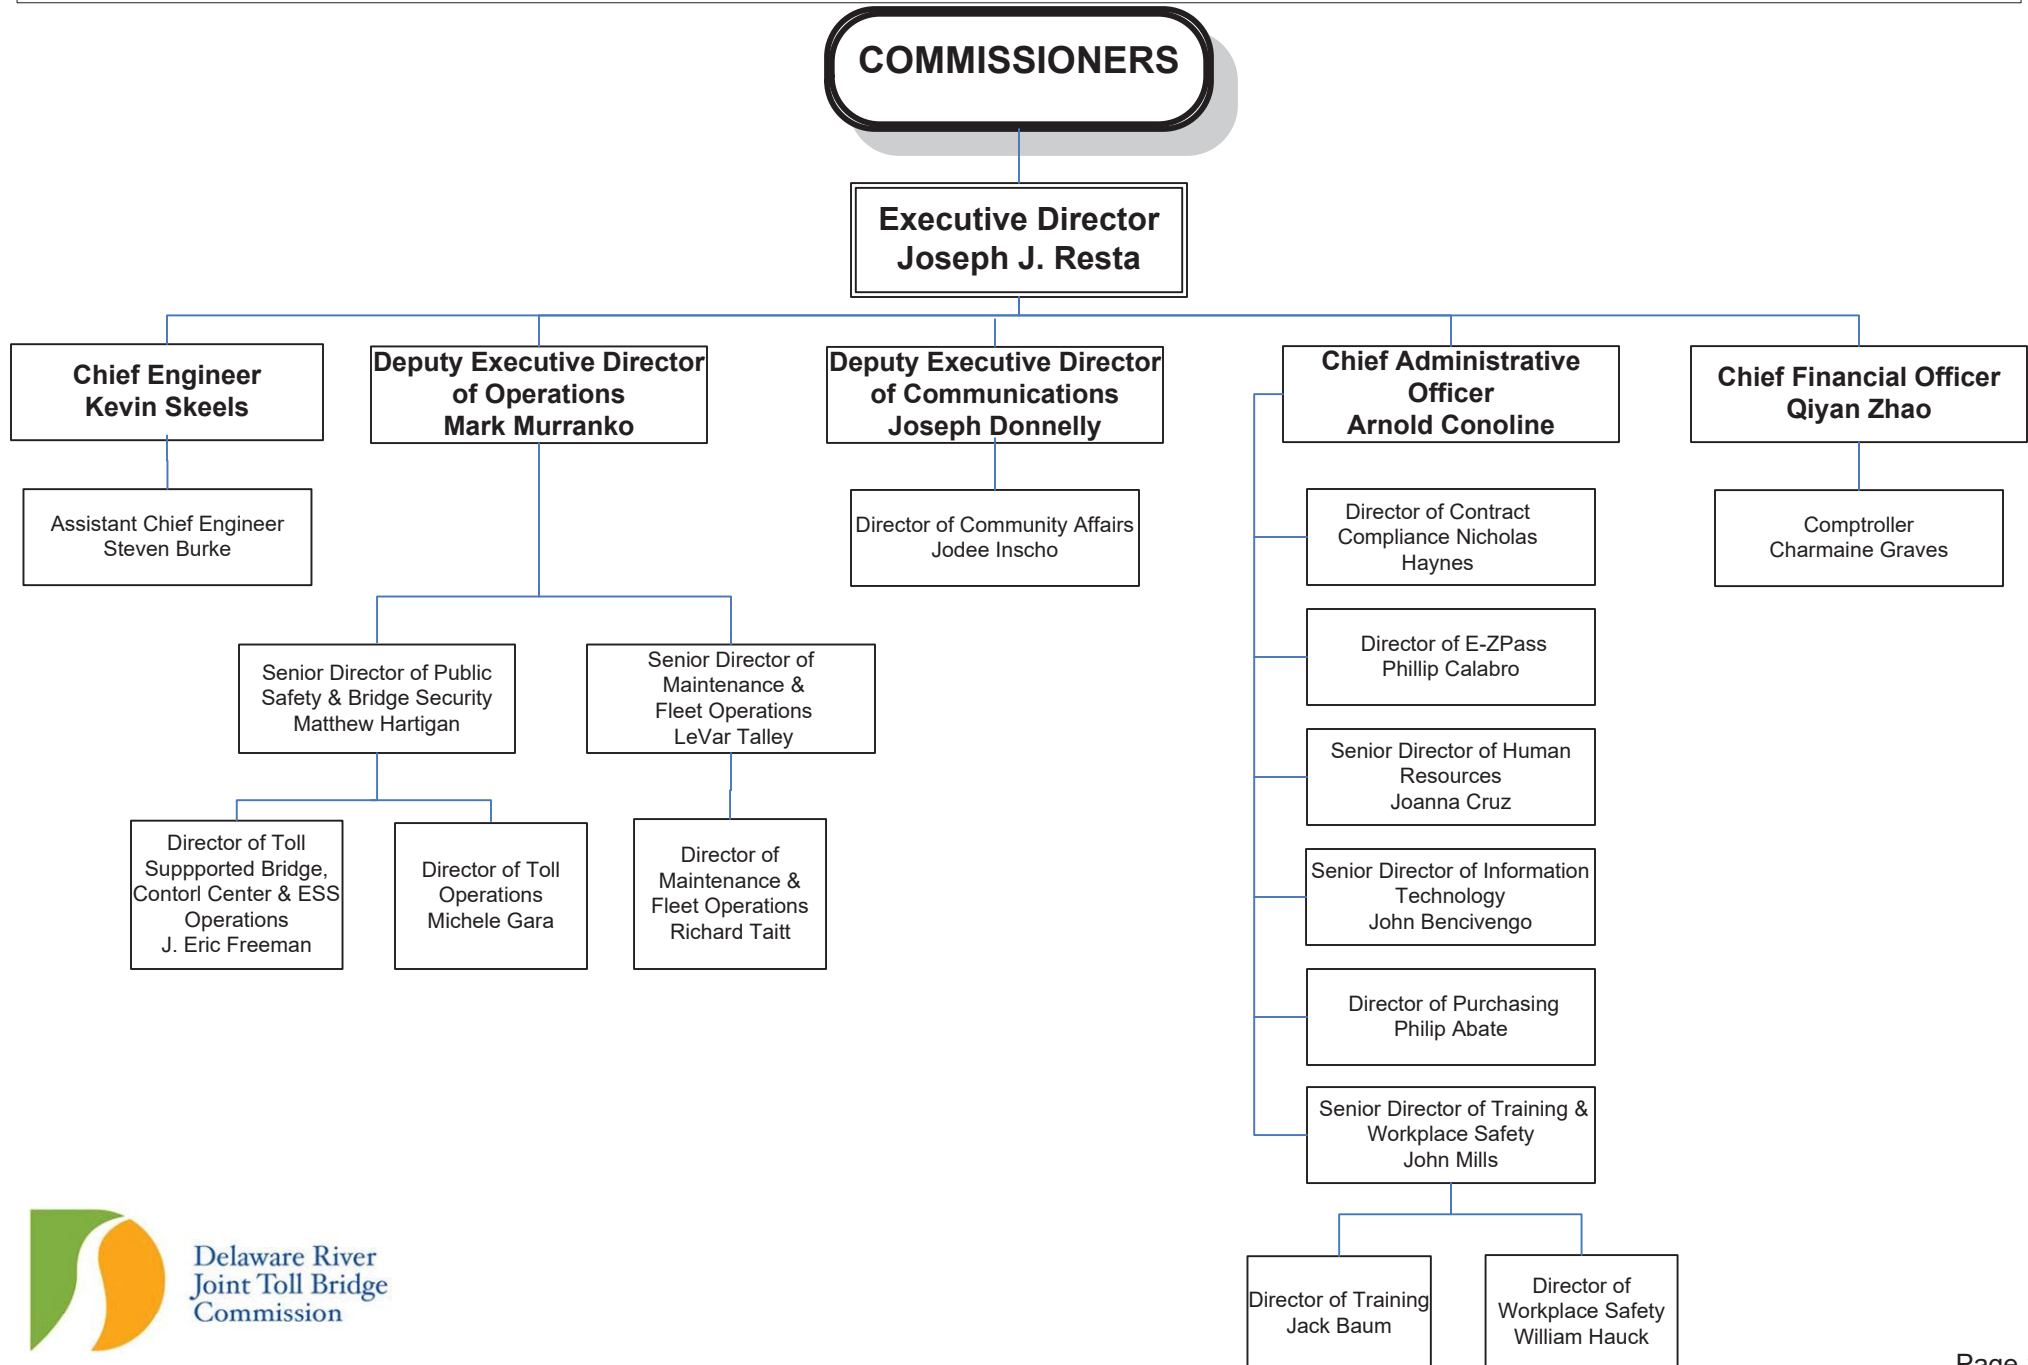 COMMISSIONERS
Executive Director
Joseph J. Resta
Chief Engineer
Kevin Skeels
Deputy Executive Director
of Operations
Mark Murranko
Deputy Executive Director
of Communications
Joseph Donnelly
Chief Administrative
Officer
Arnold Conoline
Chief Financial Officer
Qiyan Zhao
Assistant Chief Engineer
Steven Burke
Director of Community Affairs
Jodee Inscho
Director of Contract
Compliance Nicholas
Haynes
Comptroller
Charmaine Graves
Director of E-ZPass
Phillip Calabro
Senior Director of Public
Safety & Bridge Security
Matthew Hartigan
Senior Director of
Maintenance &
Fleet Operations
LeVar Talley
Senior Director of Human
Resources
Joanna Cruz
Director of Toll
Suppported Bridge,
Contorl Center & ESS
Operations
J. Eric Freeman
Director of Toll
Operations
Michele Gara
Director of
Maintenance &
Fleet Operations
Richard Taitt
Senior Director of Information
Technology
John Bencivengo
Director of Purchasing
Philip Abate
Senior Director of Training &
Workplace Safety
John Mills
Director of Training
Jack Baum
Director of
Workplace Safety
William Hauck
Delaware River
Joint Toll Bridge
Commission
Page